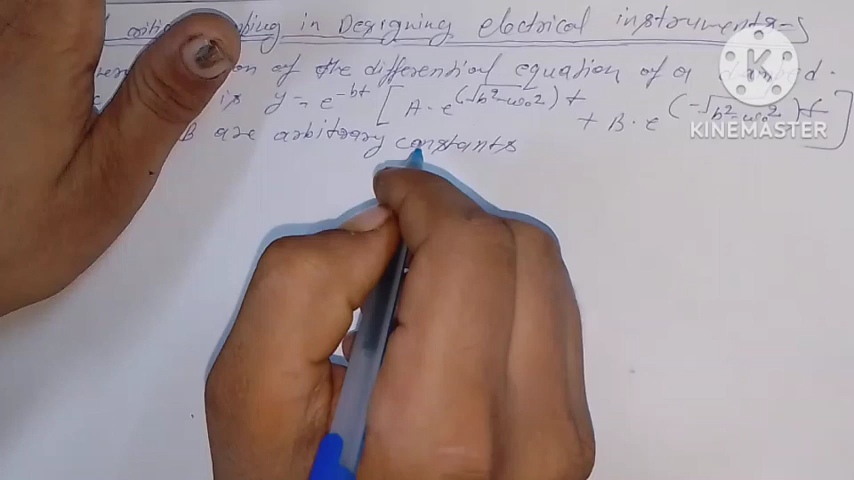 critical damping in Designing electrical instruments:-
of the differential equation of a damped
is y = e^-bt [ A·e^(√b²-ω₀²)t + B·e^(-√b²-ω₀²)t ]
B are arbitrary constants
KINEMASTER